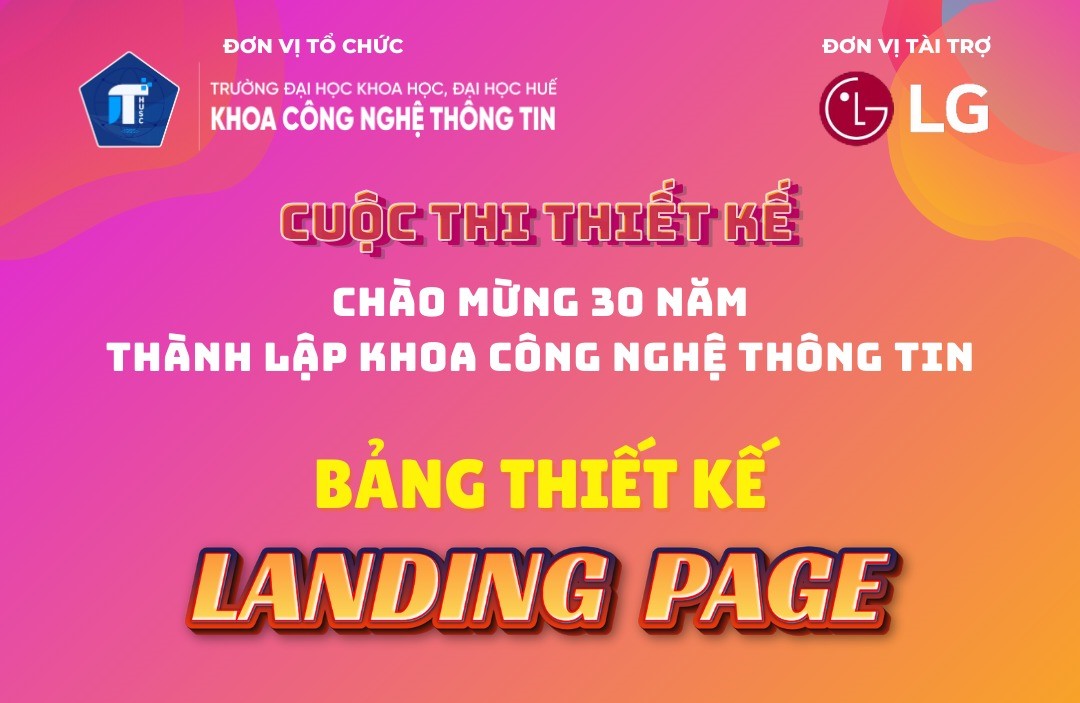 ĐƠN VỊ TỔ CHỨC
IT
HUSC
TRƯỜNG ĐẠI HỌC KHOA HỌC, ĐẠI HỌC HUẾ
KHOA CÔNG NGHỆ THÔNG TIN
ĐƠN VỊ TÀI TRỢ
LG
CUỘC THI THIẾT KẾ
CHÀO MỪNG 30 NĂM
THÀNH LẬP KHOA CÔNG NGHỆ THÔNG TIN
BẢNG THIẾT KẾ
LANDING PAGE